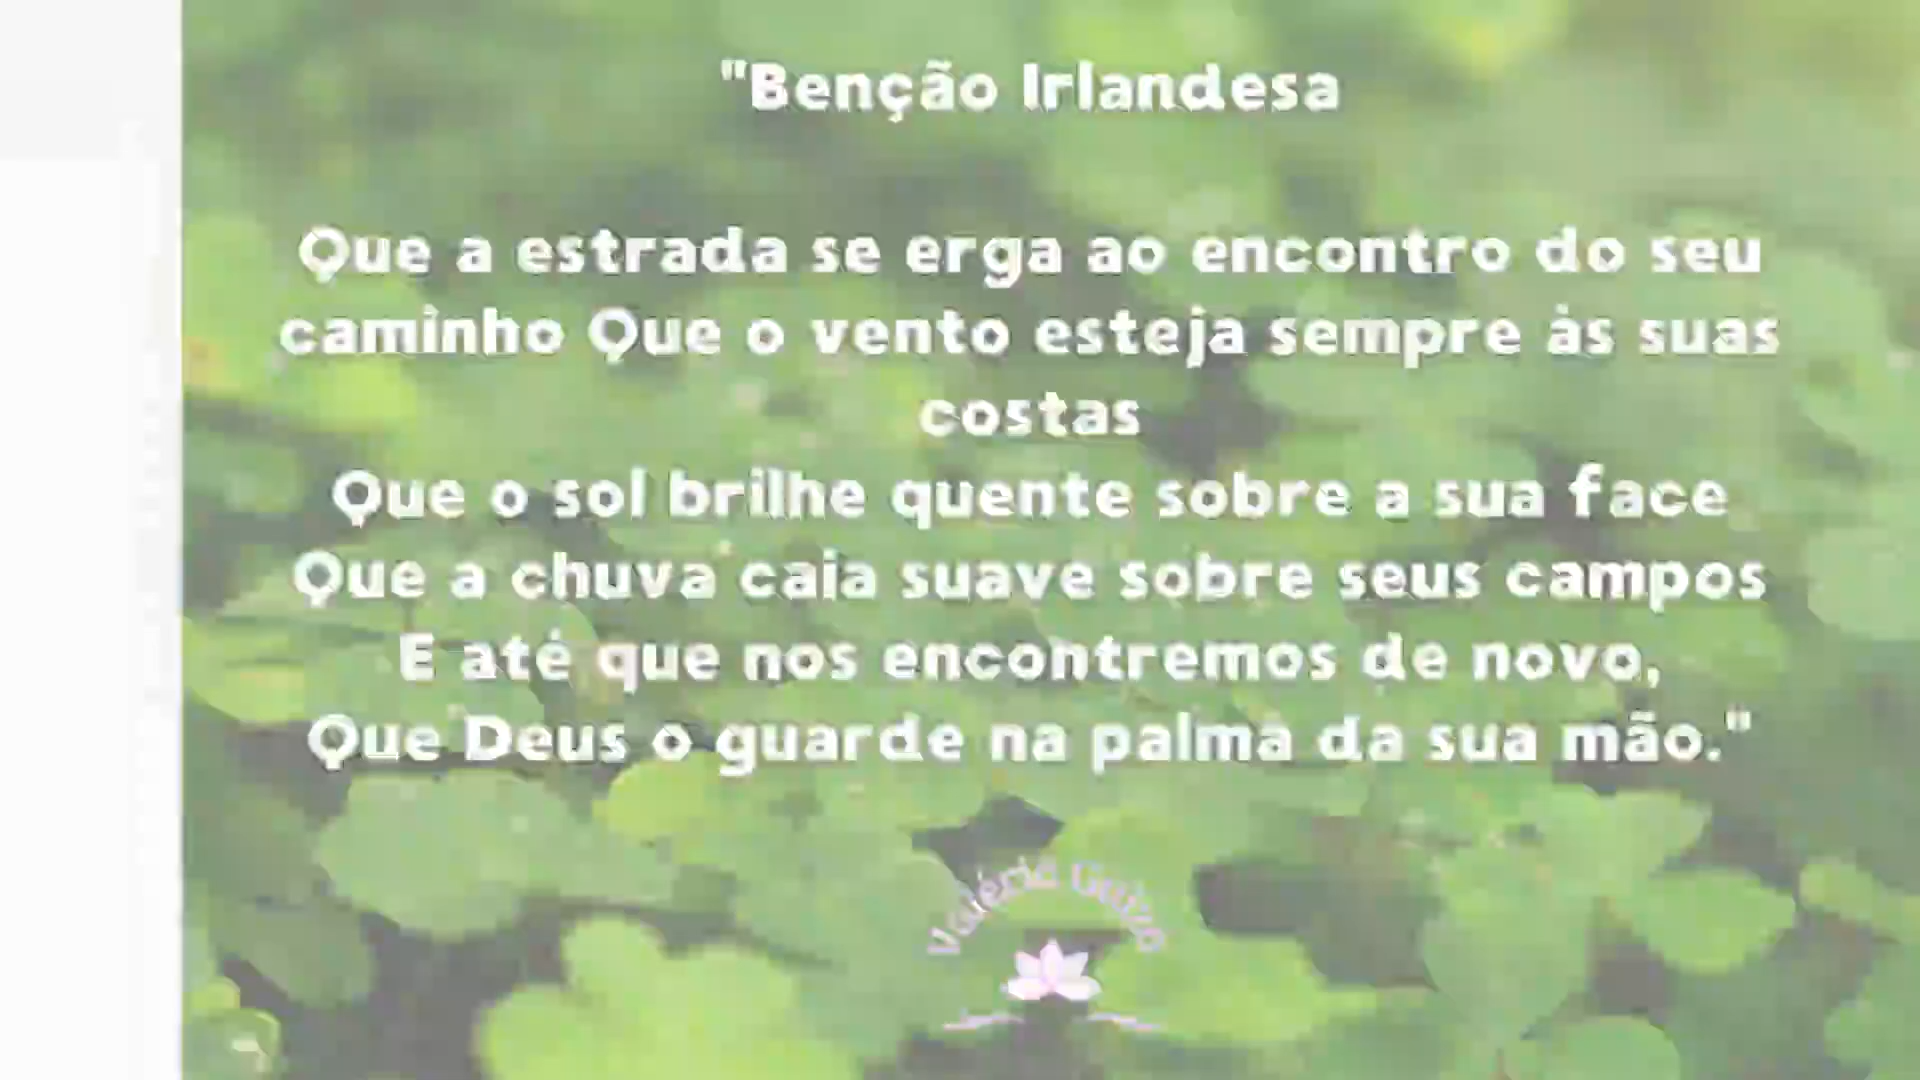 "Benção Irlandesa
Que a estrada se erga ao encontro do seu
caminho Que o vento esteja sempre às suas
costas
Que o sol brilhe quente sobre a sua face
Que a chuva caia suave sobre seus campos
E até que nos encontremos de novo,
Que Deus o guarde na palma da sua mão."
Valéria